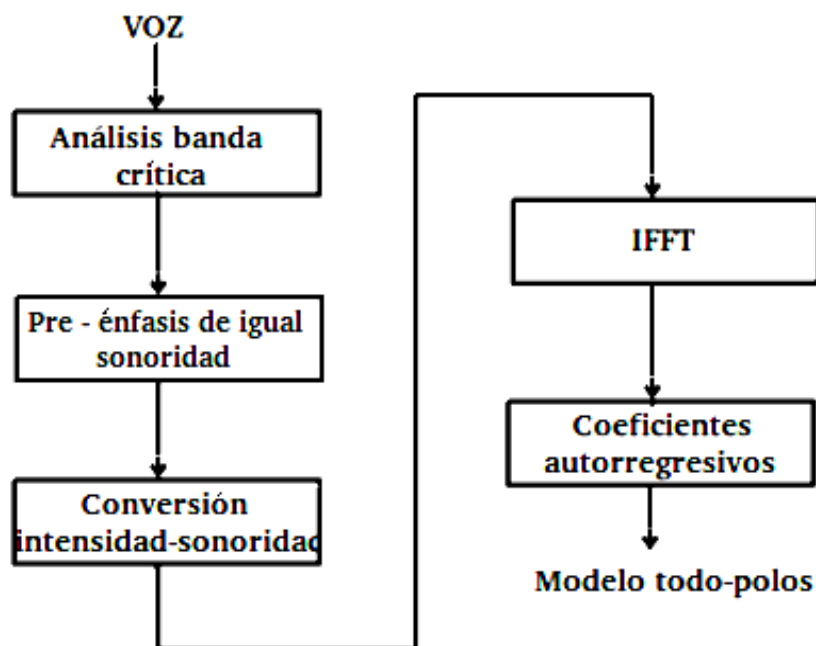 VOZ
Análisis banda
crítica
Pre - énfasis de igual
sonoridad
Conversión
intensidad-sonoridad
IFFT
Coeficientes
autorregresivos
Modelo todo-polos